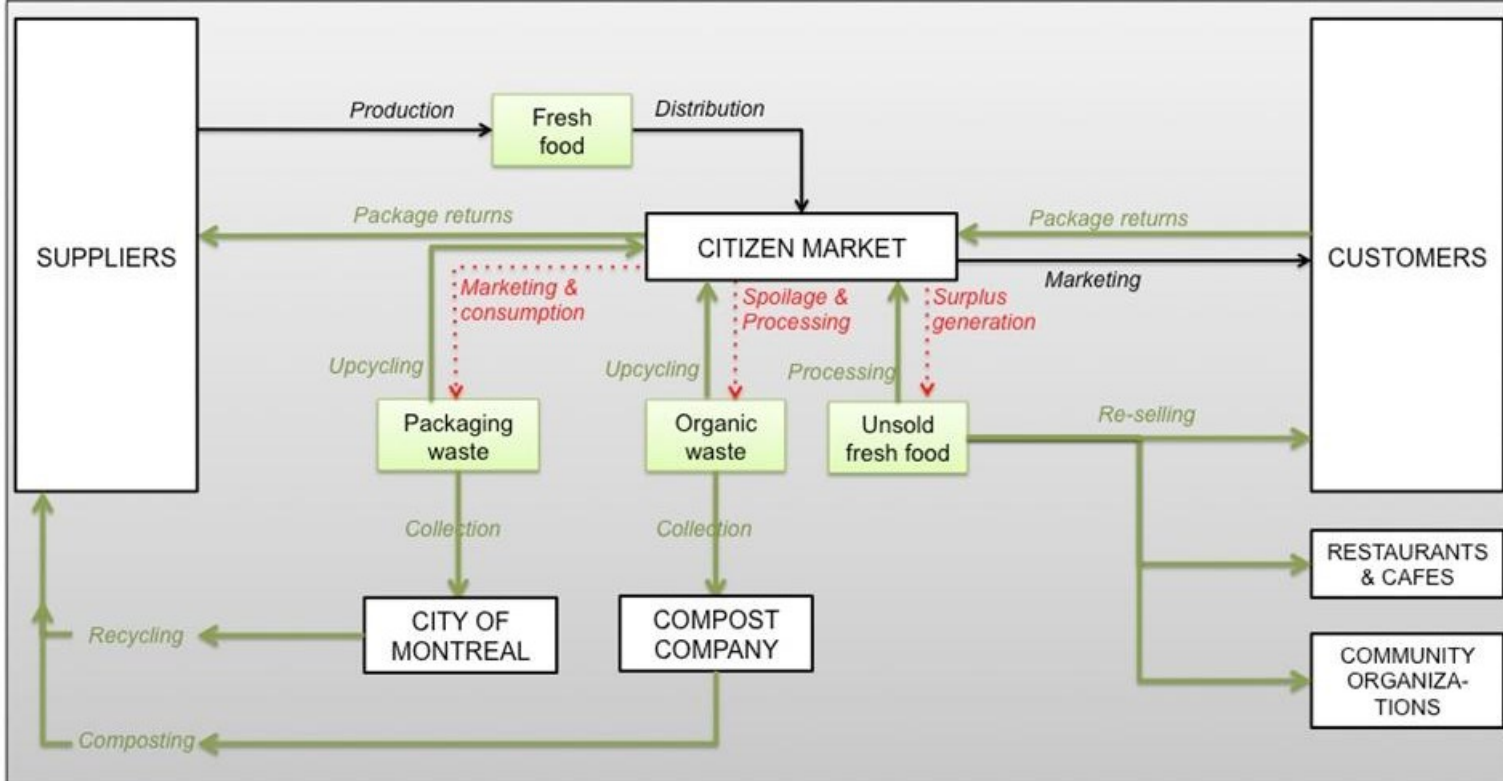 Production
Fresh
food
Distribution
SUPPLIERS
Package returns
CITIZEN MARKET
Package returns
Marketing
CUSTOMERS
Marketing &
consumption
Spoilage &
Processing
Surplus
generation
Upcycling
Upcycling
Processing
Packaging
waste
Organic
waste
Unsold
fresh food
Re-selling
Collection
Collection
RESTAURANTS
& CAFES
Recycling
CITY OF
MONTREAL
COMPOST
COMPANY
COMMUNITY
ORGANIZA-
TIONS
Composting